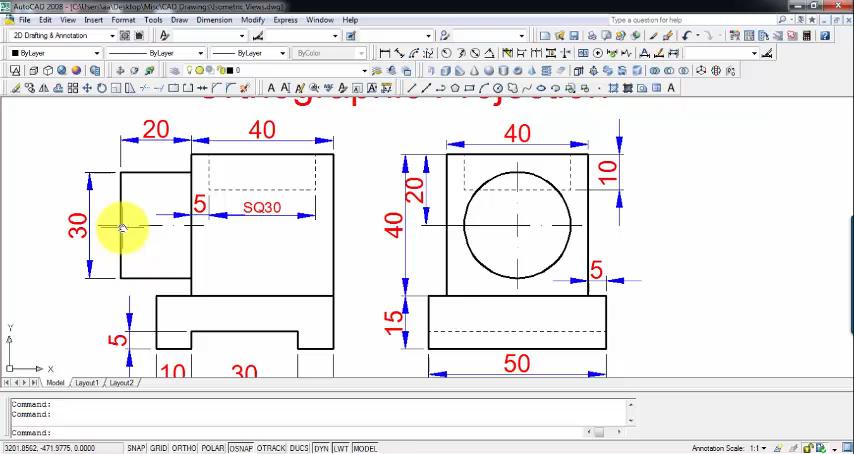 AutoCAD 2008 - [C:\Users\aa\Desktop\Misc\CAD Drawings\Isometric Views.dwg]
File Edit View Insert Format Tools Draw Dimension Modify Express Window Help
Type a question for help
2D Drafting & Annotation
ByLayer ByLayer ByLayer ByColor
0
Orthographic Projection
20 40 40
10
20
5 SQ30
30 40
5
5 15
10 30 50
Y
X
Model Layout1 Layout2
Command:
Command:
Command:
3201.8562, -471.9775, 0.0000 SNAP GRID ORTHO POLAR OSNAP OTRACK DUCS DYN LWT MODEL Annotation Scale: 1:1